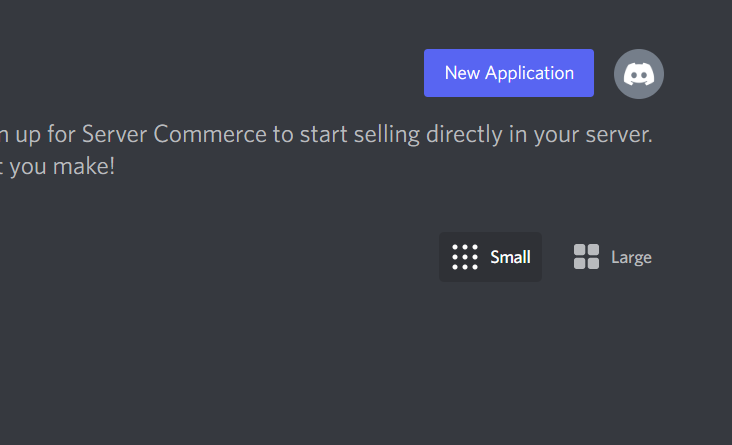 New Application
up for Server Commerce to start selling directly in your server.
you make!
Small
Large